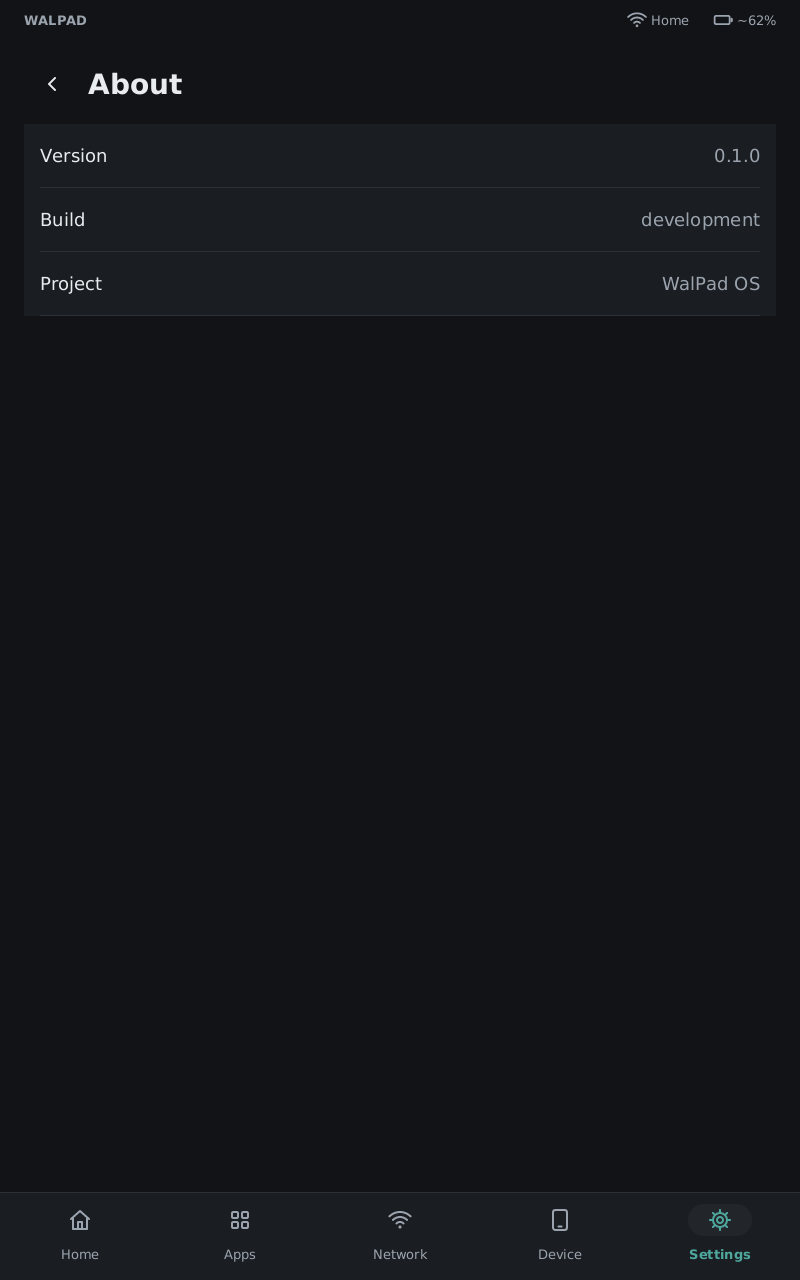 WALPAD Home ~62%
About
Version 0.1.0
Build development
Project WalPad OS
Home Apps Network Device Settings